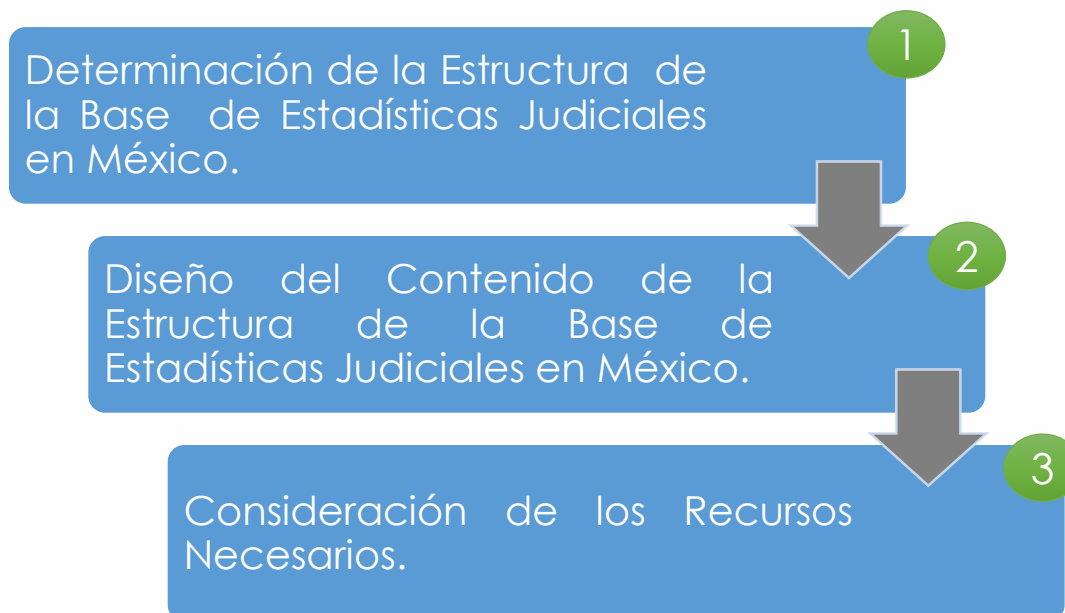 1
Determinación de la Estructura de
la Base de Estadísticas Judiciales
en México.
2
Diseño del Contenido de la
Estructura de la Base de
Estadísticas Judiciales en México.
3
Consideración de los Recursos
Necesarios.